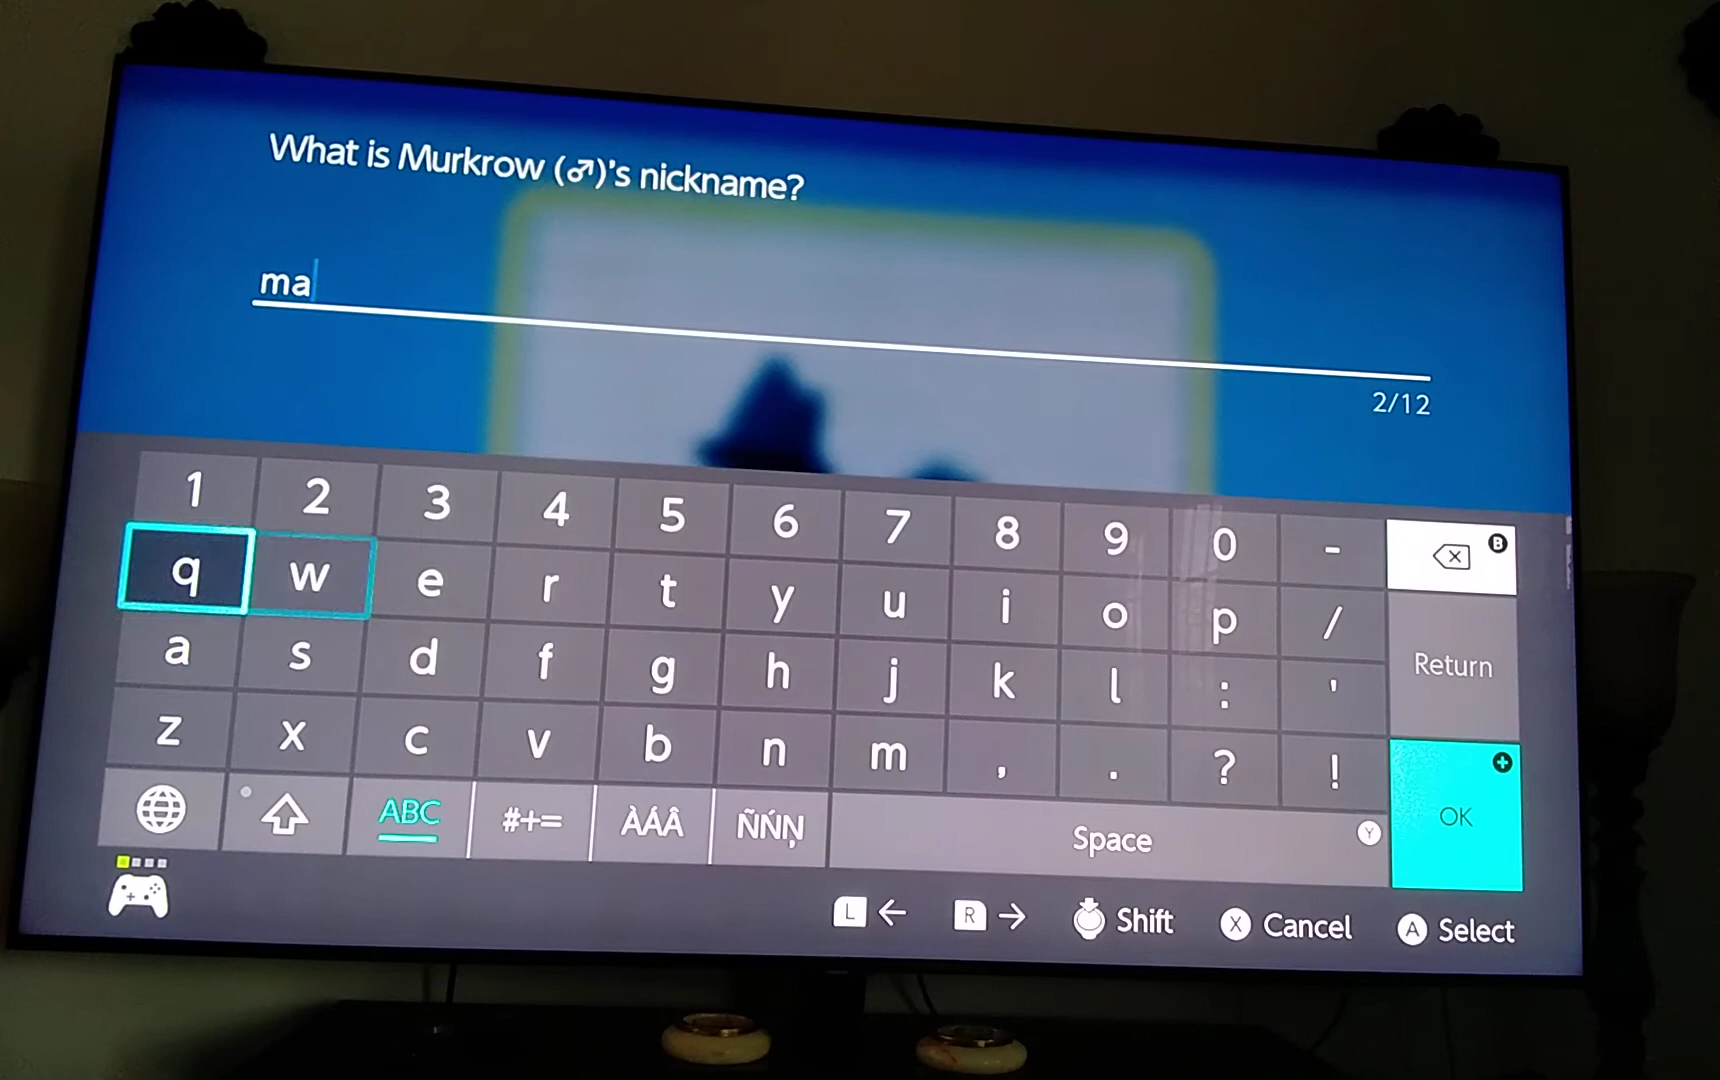 What is Murkrow (♂)'s nickname?
ma
2/12
1 2 3 4 5 6 7 8 9 0 -
B
q w e r t y u i o p /
a s d f g h j k l : '
Return
z x c v b n m , . ? !
+
OK
ABC #+= ÀÁÂ ÑŃŅ Space Y
L ← R → Shift X Cancel A Select